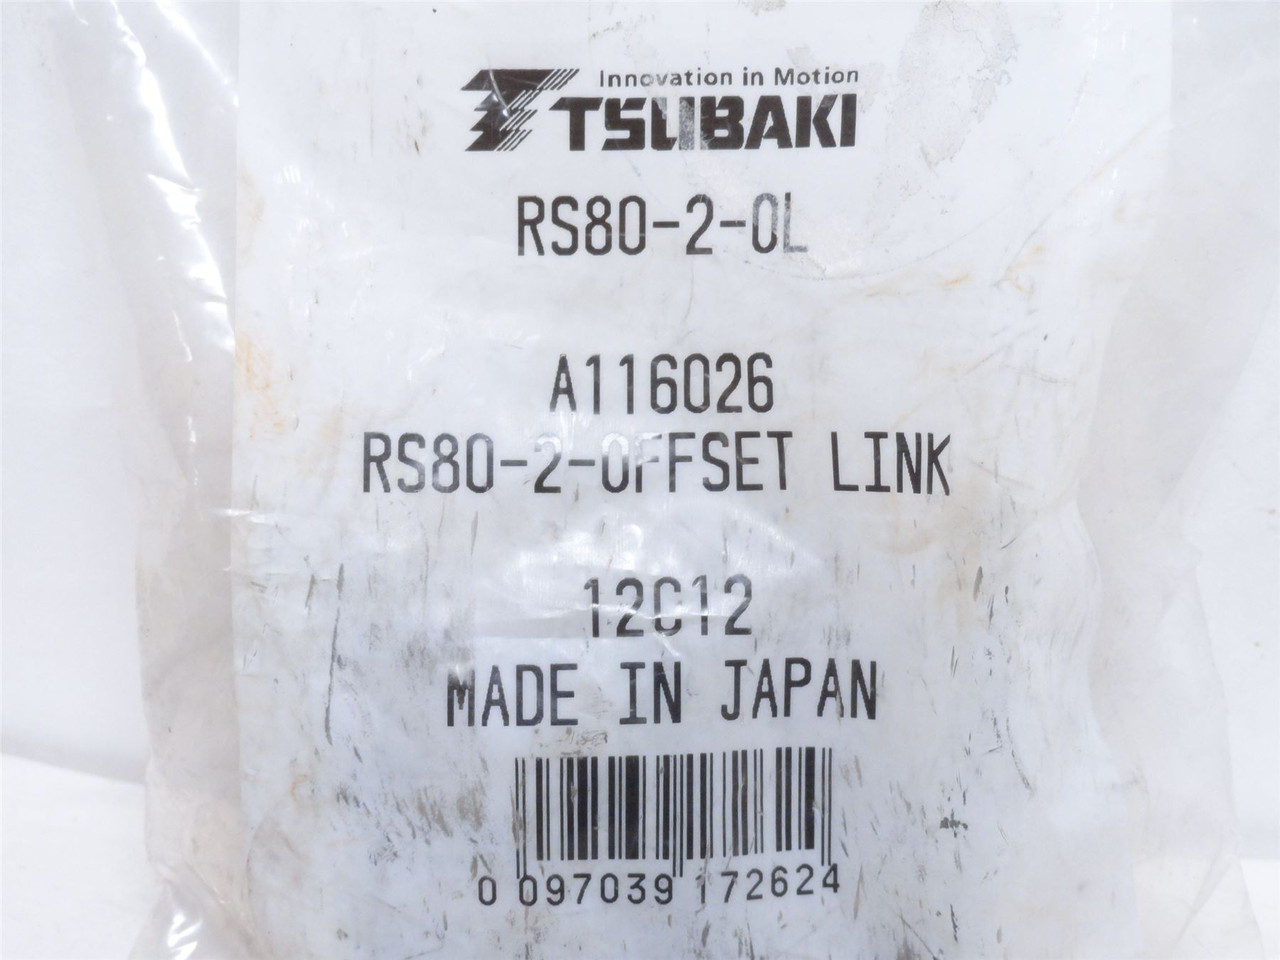 Innovation in Motion
TSUBAKI
RS80-2-OL
A116026
RS80-2-OFFSET LINK
12C12
MADE IN JAPAN
0 097039 172624